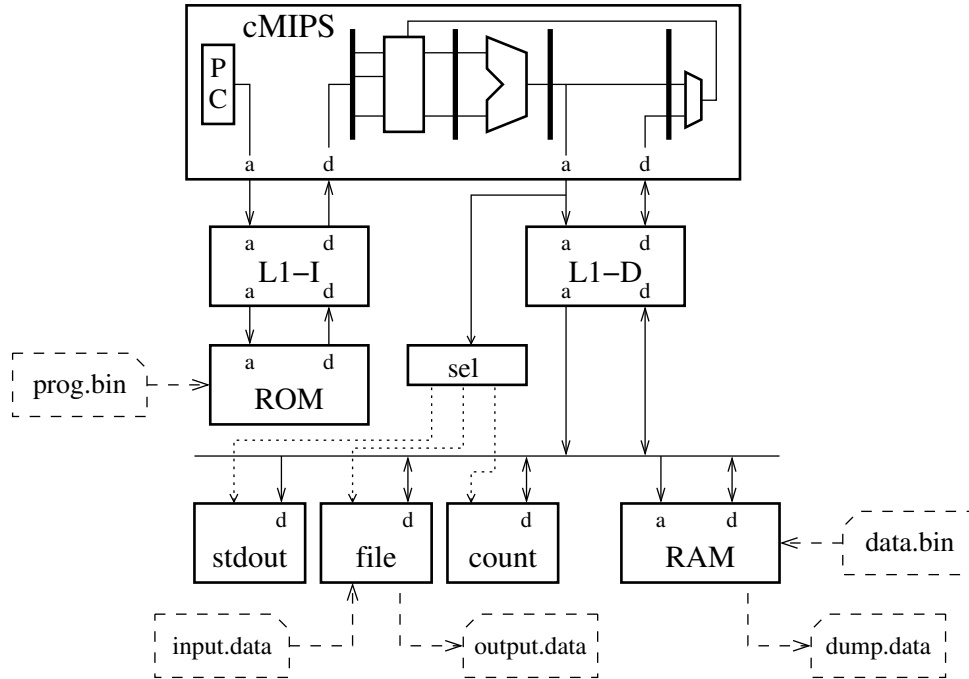 cMIPS
P
C
a d a d
a d a d
L1−I L1−D
a d a d
a d sel
prog.bin ROM
d d d a d
stdout file count RAM data.bin
input.data output.data dump.data